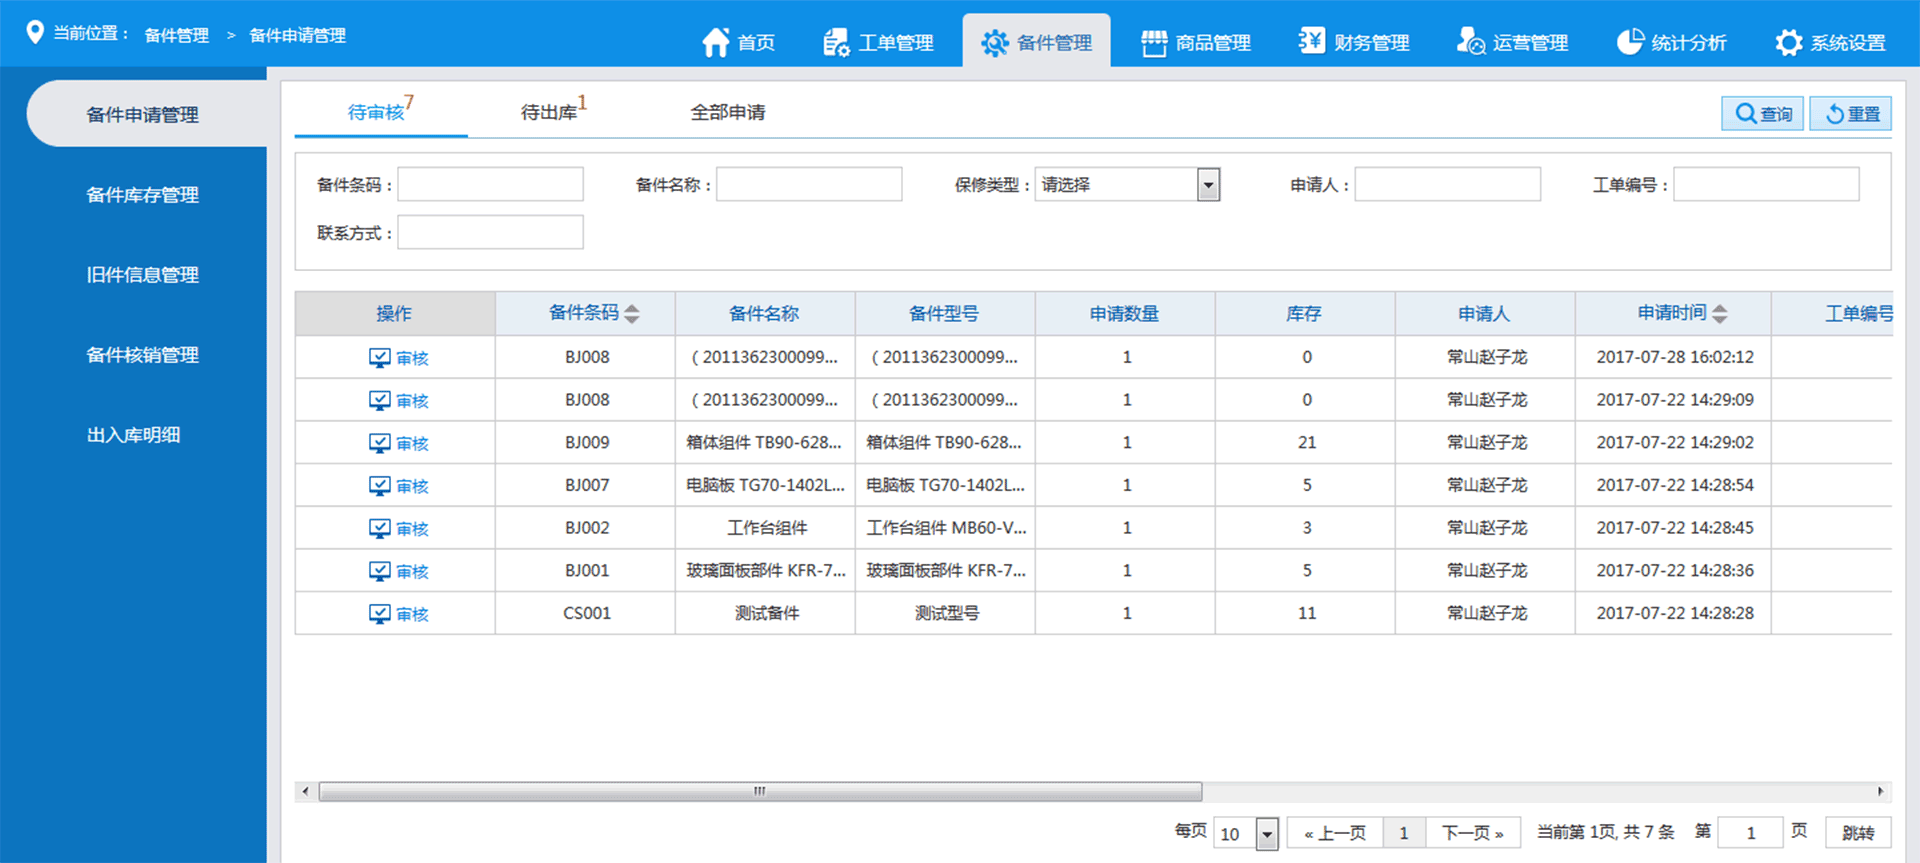 当前位置： 备件管理 > 备件申请管理
首页 工单管理 备件管理 商品管理 财务管理 运营管理 统计分析 系统设置
备件申请管理
备件库存管理
旧件信息管理
备件核销管理
出入库明细
待审核7 待出库1 全部申请 查询 重置
备件条码： 备件名称： 保修类型：请选择 申请人： 工单编号：
联系方式：
操作 备件条码 备件名称 备件型号 申请数量 库存 申请人 申请时间 工单编号
审核 BJ008 （2011362300099... （2011362300099... 1 0 常山赵子龙 2017-07-28 16:02:12
审核 BJ008 （2011362300099... （2011362300099... 1 0 常山赵子龙 2017-07-22 14:29:09
审核 BJ009 箱体组件 TB90-628... 箱体组件 TB90-628... 1 21 常山赵子龙 2017-07-22 14:29:02
审核 BJ007 电脑板 TG70-1402L... 电脑板 TG70-1402L... 1 5 常山赵子龙 2017-07-22 14:28:54
审核 BJ002 工作台组件 工作台组件 MB60-V... 1 3 常山赵子龙 2017-07-22 14:28:45
审核 BJ001 玻璃面板部件 KFR-7... 玻璃面板部件 KFR-7... 1 5 常山赵子龙 2017-07-22 14:28:36
审核 CS001 测试备件 测试型号 1 11 常山赵子龙 2017-07-22 14:28:28
每页 10 « 上一页 1 下一页 » 当前第 1页, 共 7 条 第 1 页 跳转